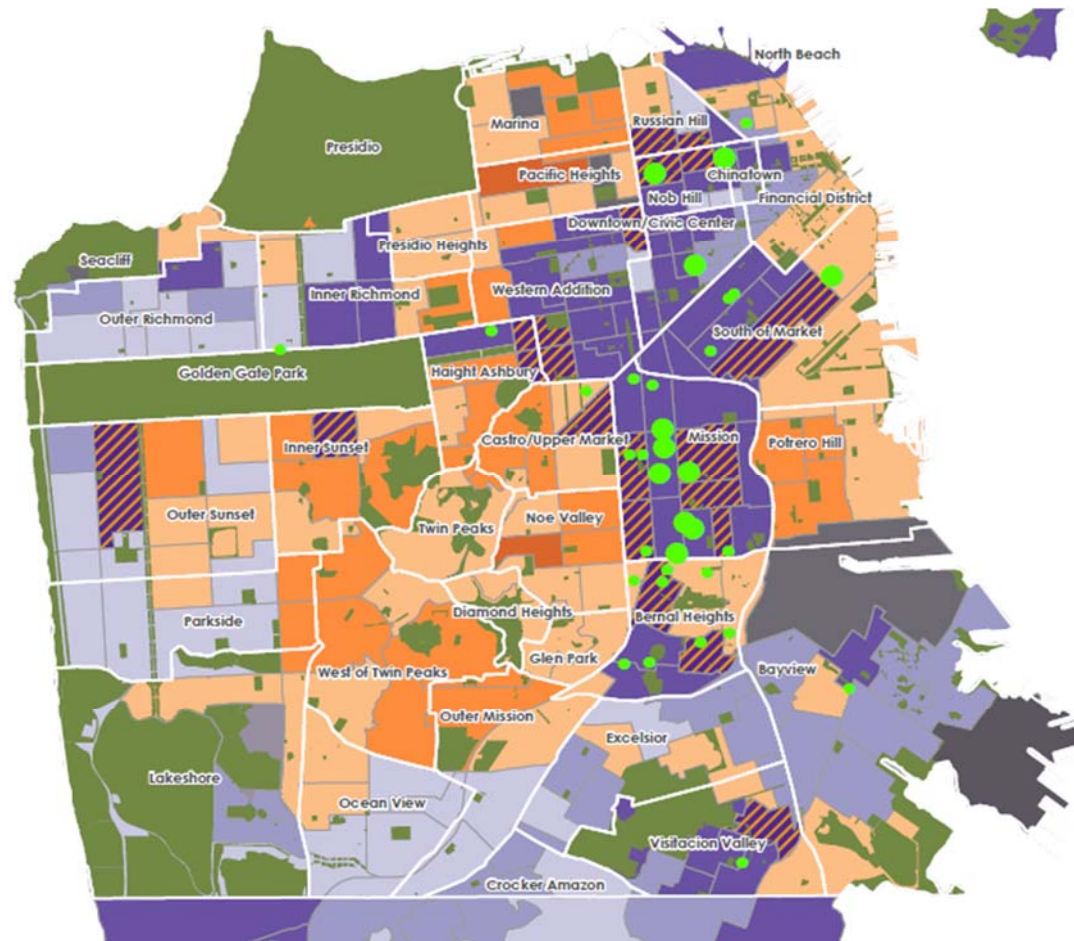 North Beach
Russian Hill
Marina
Presidio
Pacific Heights
Chinatown
Nob Hill
Financial District
Downtown/Civic Center
Presidio Heights
Seacliff
Inner Richmond
Western Addition
Outer Richmond
South of Market
Golden Gate Park
Haight Ashbury
Inner Sunset
Castro/Upper Market
Mission
Potrero Hill
Outer Sunset
Twin Peaks
Noe Valley
Diamond Heights
Bernal Heights
Parkside
Glen Park
West of Twin Peaks
Bayview
Outer Mission
Excelsior
Lakeshore
Ocean View
Visitacion Valley
Crocker Amazon